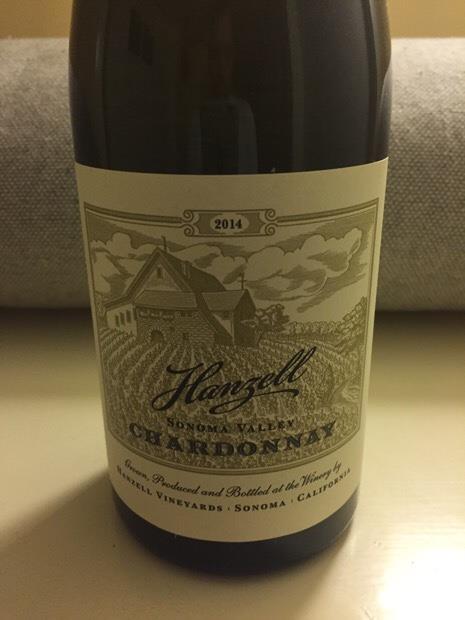 2014
Hanzell
SONOMA VALLEY
CHARDONNAY
Grown, Produced and Bottled at the Winery by
HANZELL VINEYARDS · SONOMA · CALIFORNIA